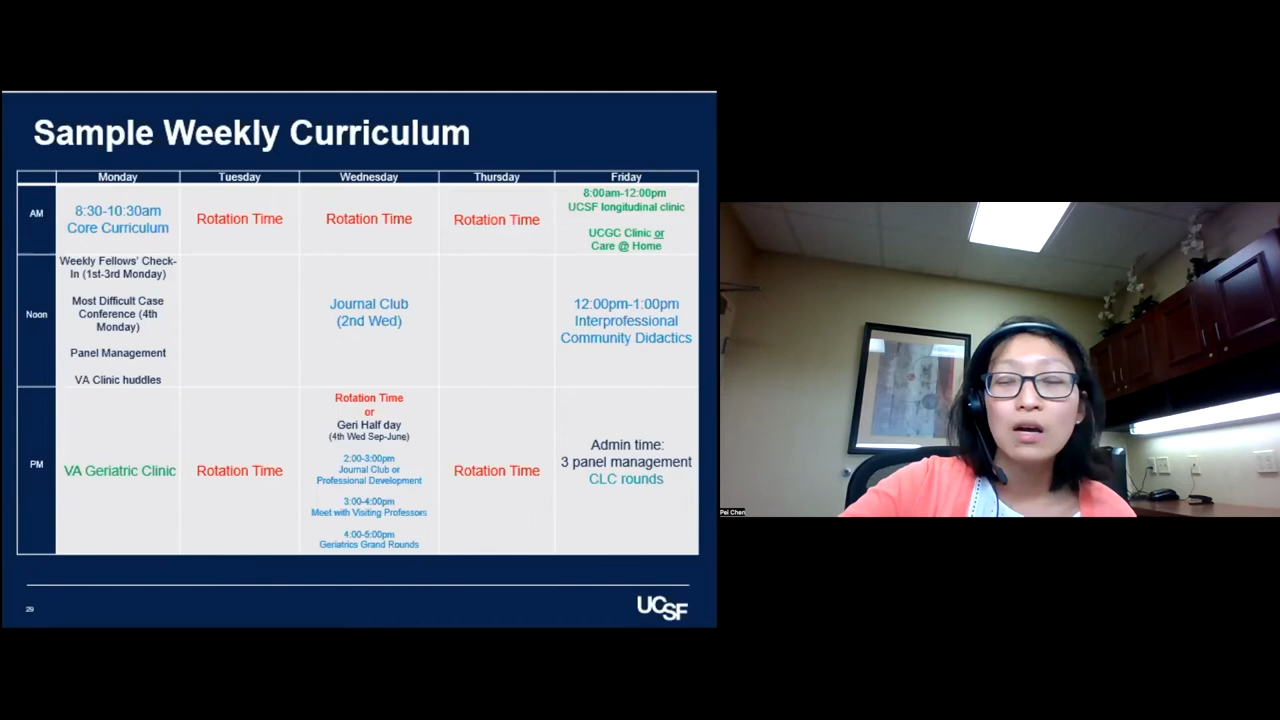 Sample Weekly Curriculum
Monday Tuesday Wednesday Thursday Friday
AM
8:30-10:30am
Core Curriculum
Rotation Time
Rotation Time
Rotation Time
8:00am-12:00pm
UCSF longitudinal clinic
UCGC Clinic or
Care @ Home
Noon
Weekly Fellows' Check-
In (1st-3rd Monday)
Most Difficult Case
Conference (4th
Monday)
Panel Management
VA Clinic huddles
Journal Club
(2nd Wed)
12:00pm-1:00pm
Interprofessional
Community Didactics
PM
VA Geriatric Clinic
Rotation Time
Rotation Time
or
Geri Half day
(4th Wed Sep-June)
2:00-3:00pm
Journal Club or
Professional Development
3:00-4:00pm
Meet with Visiting Professors
4:00-5:00pm
Geriatrics Grand Rounds
Rotation Time
Admin time:
3 panel management
CLC rounds
29
UCSF
Pei Chen